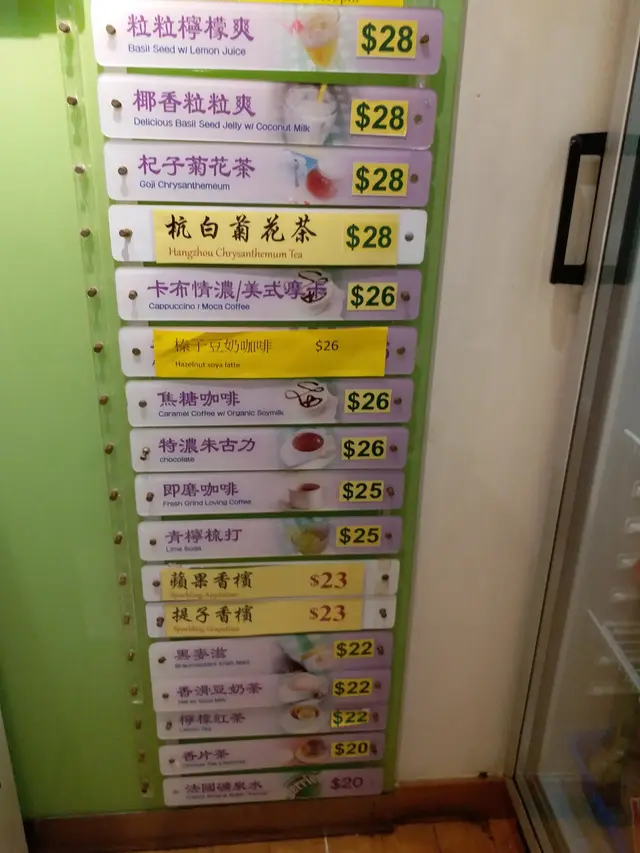 粒粒檸檬爽
Basil Seed w/ Lemon Juice
$28
椰香粒粒爽
Delicious Basil Seed Jelly w/ Coconut Milk
$28
杞子菊花茶
Goji Chrysanthemeum
$28
杭白菊花茶
Hangzhou Chrysanthemum Tea
$28
卡布情濃/美式摩卡
Cappuccino / Moca Coffee
$26
榛子豆奶咖啡 $26
Hazelnut soya latte
焦糖咖啡
Caramel Coffee w/ Organic Soymilk
$26
特濃朱古力
chocolate
$26
即磨咖啡
Fresh Grind Loving Coffee
$25
青檸梳打
Lime Soda
$25
蘋果香檳 $23
Sparkling
提子香檳 $23
Sparkling
黑麥滋
$22
香滑豆奶茶
$22
檸檬紅茶
Lemon Tea
$22
香片茶
$20
法國礦泉水 $20